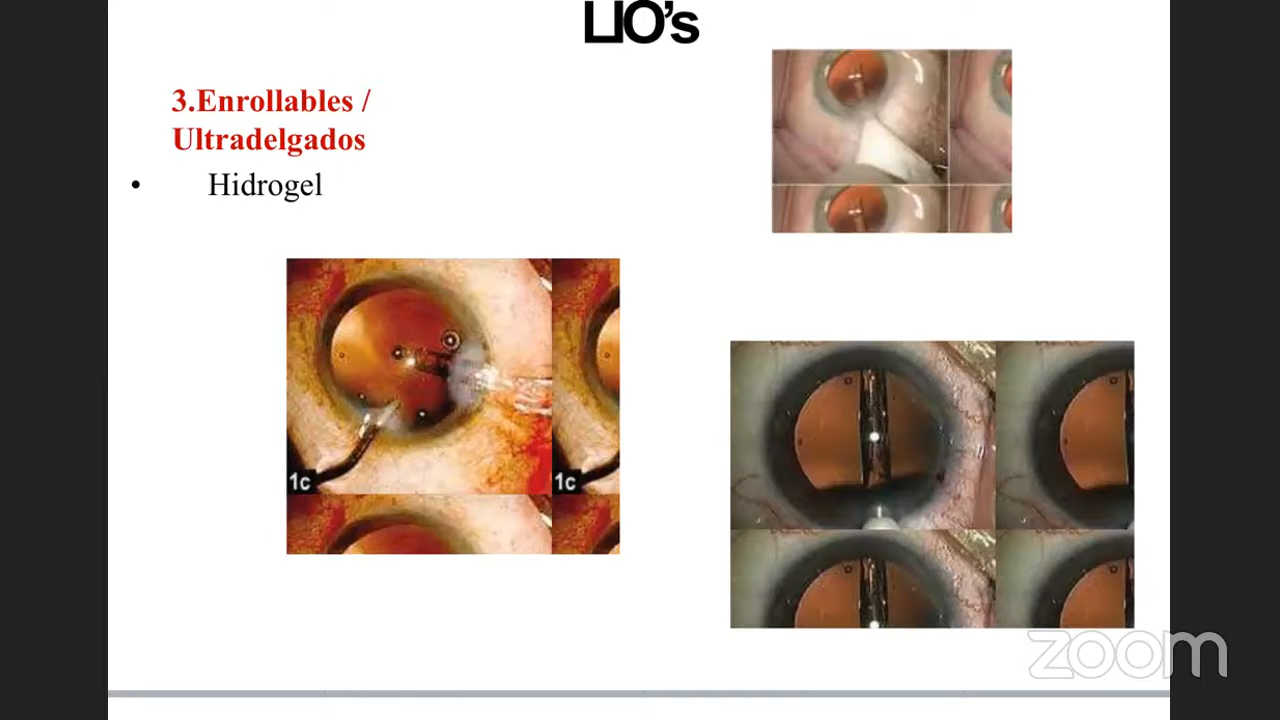 LIO's
3.Enrollables /
Ultradelgados
• Hidrogel
1c
1c
zoom